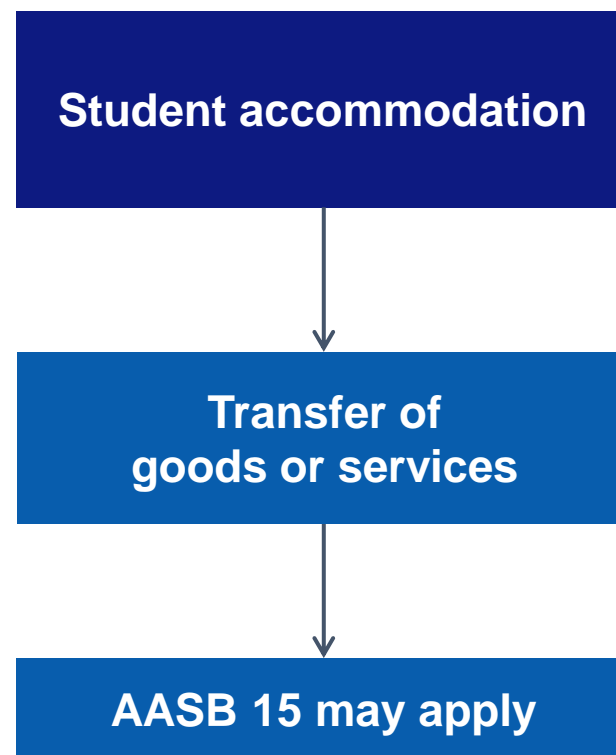 Student accommodation
Transfer of
goods or services
AASB 15 may apply